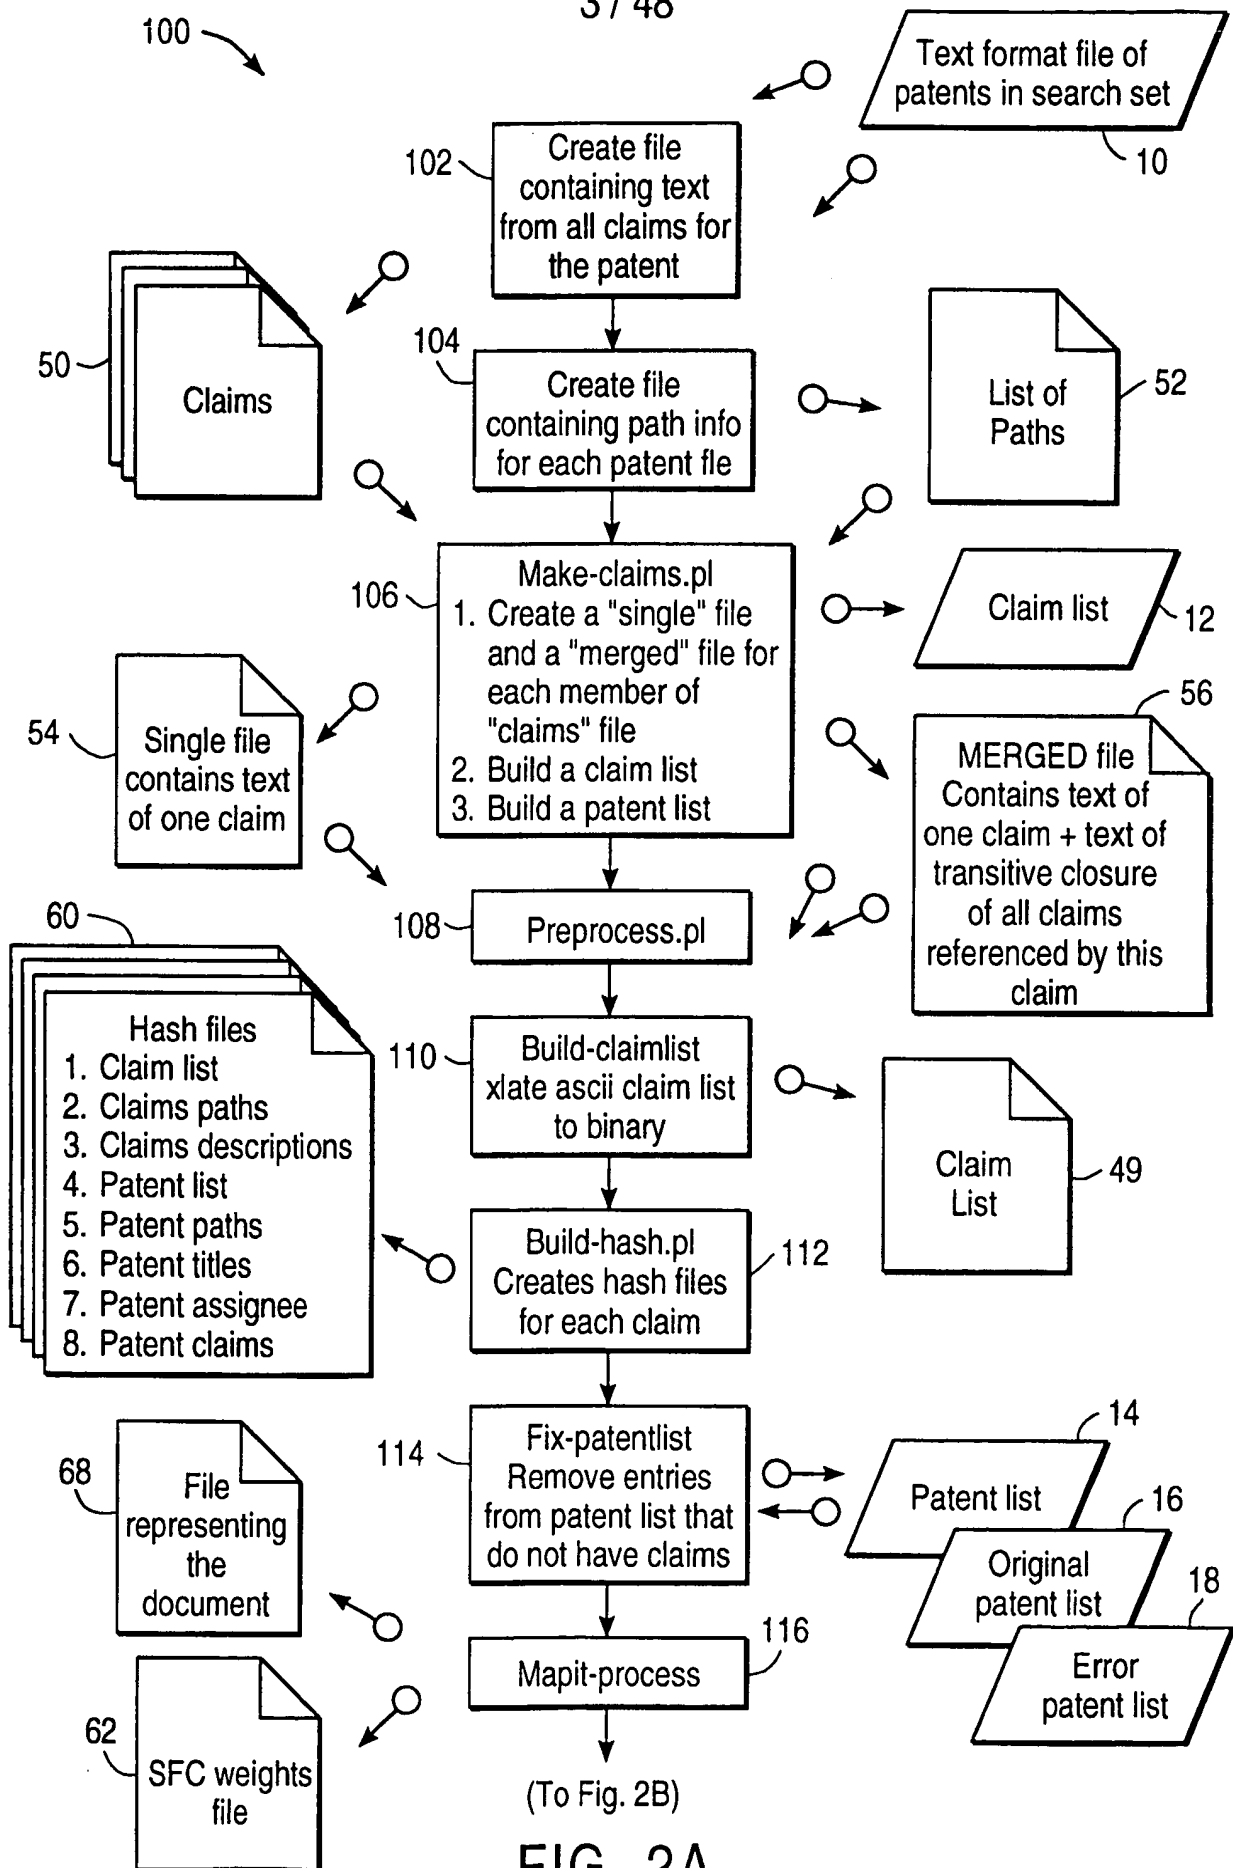 3 / 48
100
Text format file of
patents in search set
10
102
Create file
containing text
from all claims for
the patent
50
Claims
104
Create file
containing path info
for each patent fle
List of
Paths
52
106
Make-claims.pl
1. Create a "single" file
and a "merged" file for
each member of
"claims" file
2. Build a claim list
3. Build a patent list
Claim list
12
54
Single file
contains text
of one claim
56
MERGED file
Contains text of
one claim + text of
transitive closure
of all claims
referenced by this
claim
108
Preprocess.pl
60
Hash files
1. Claim list
2. Claims paths
3. Claims descriptions
4. Patent list
5. Patent paths
6. Patent titles
7. Patent assignee
8. Patent claims
110
Build-claimlist
xlate ascii claim list
to binary
Claim
List
49
Build-hash.pl
Creates hash files
for each claim
112
114
Fix-patentlist
Remove entries
from patent list that
do not have claims
14
Patent list
16
Original
patent list
18
Error
patent list
68
File
representing
the
document
116
Mapit-process
62
SFC weights
file
(To Fig. 2B)
FIG. 2A